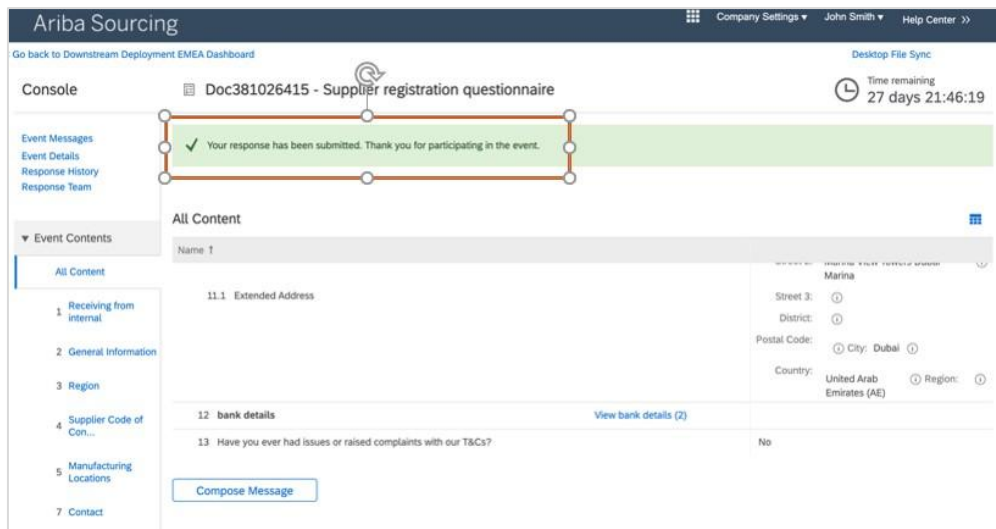 Ariba Sourcing
Company Settings ▾ John Smith ▾ Help Center >>
Go back to Downstream Deployment EMEA Dashboard
Desktop File Sync
Console
Doc381026415 - Supplier registration questionnaire
Time remaining
27 days 21:46:19
Event Messages
Event Details
Response History
Response Team
✓ Your response has been submitted. Thank you for participating in the event.
All Content
▼ Event Contents
Name ↑
All Content
1 Receiving from
internal
2 General Information
3 Region
4 Supplier Code of
Con...
5 Manufacturing
Locations
7 Contact
Marina
11.1 Extended Address
Street 3:
District:
Postal Code:
City: Dubai
Country:
United Arab
Emirates (AE)
Region:
12 bank details View bank details (2)
13 Have you ever had issues or raised complaints with our T&Cs? No
Compose Message